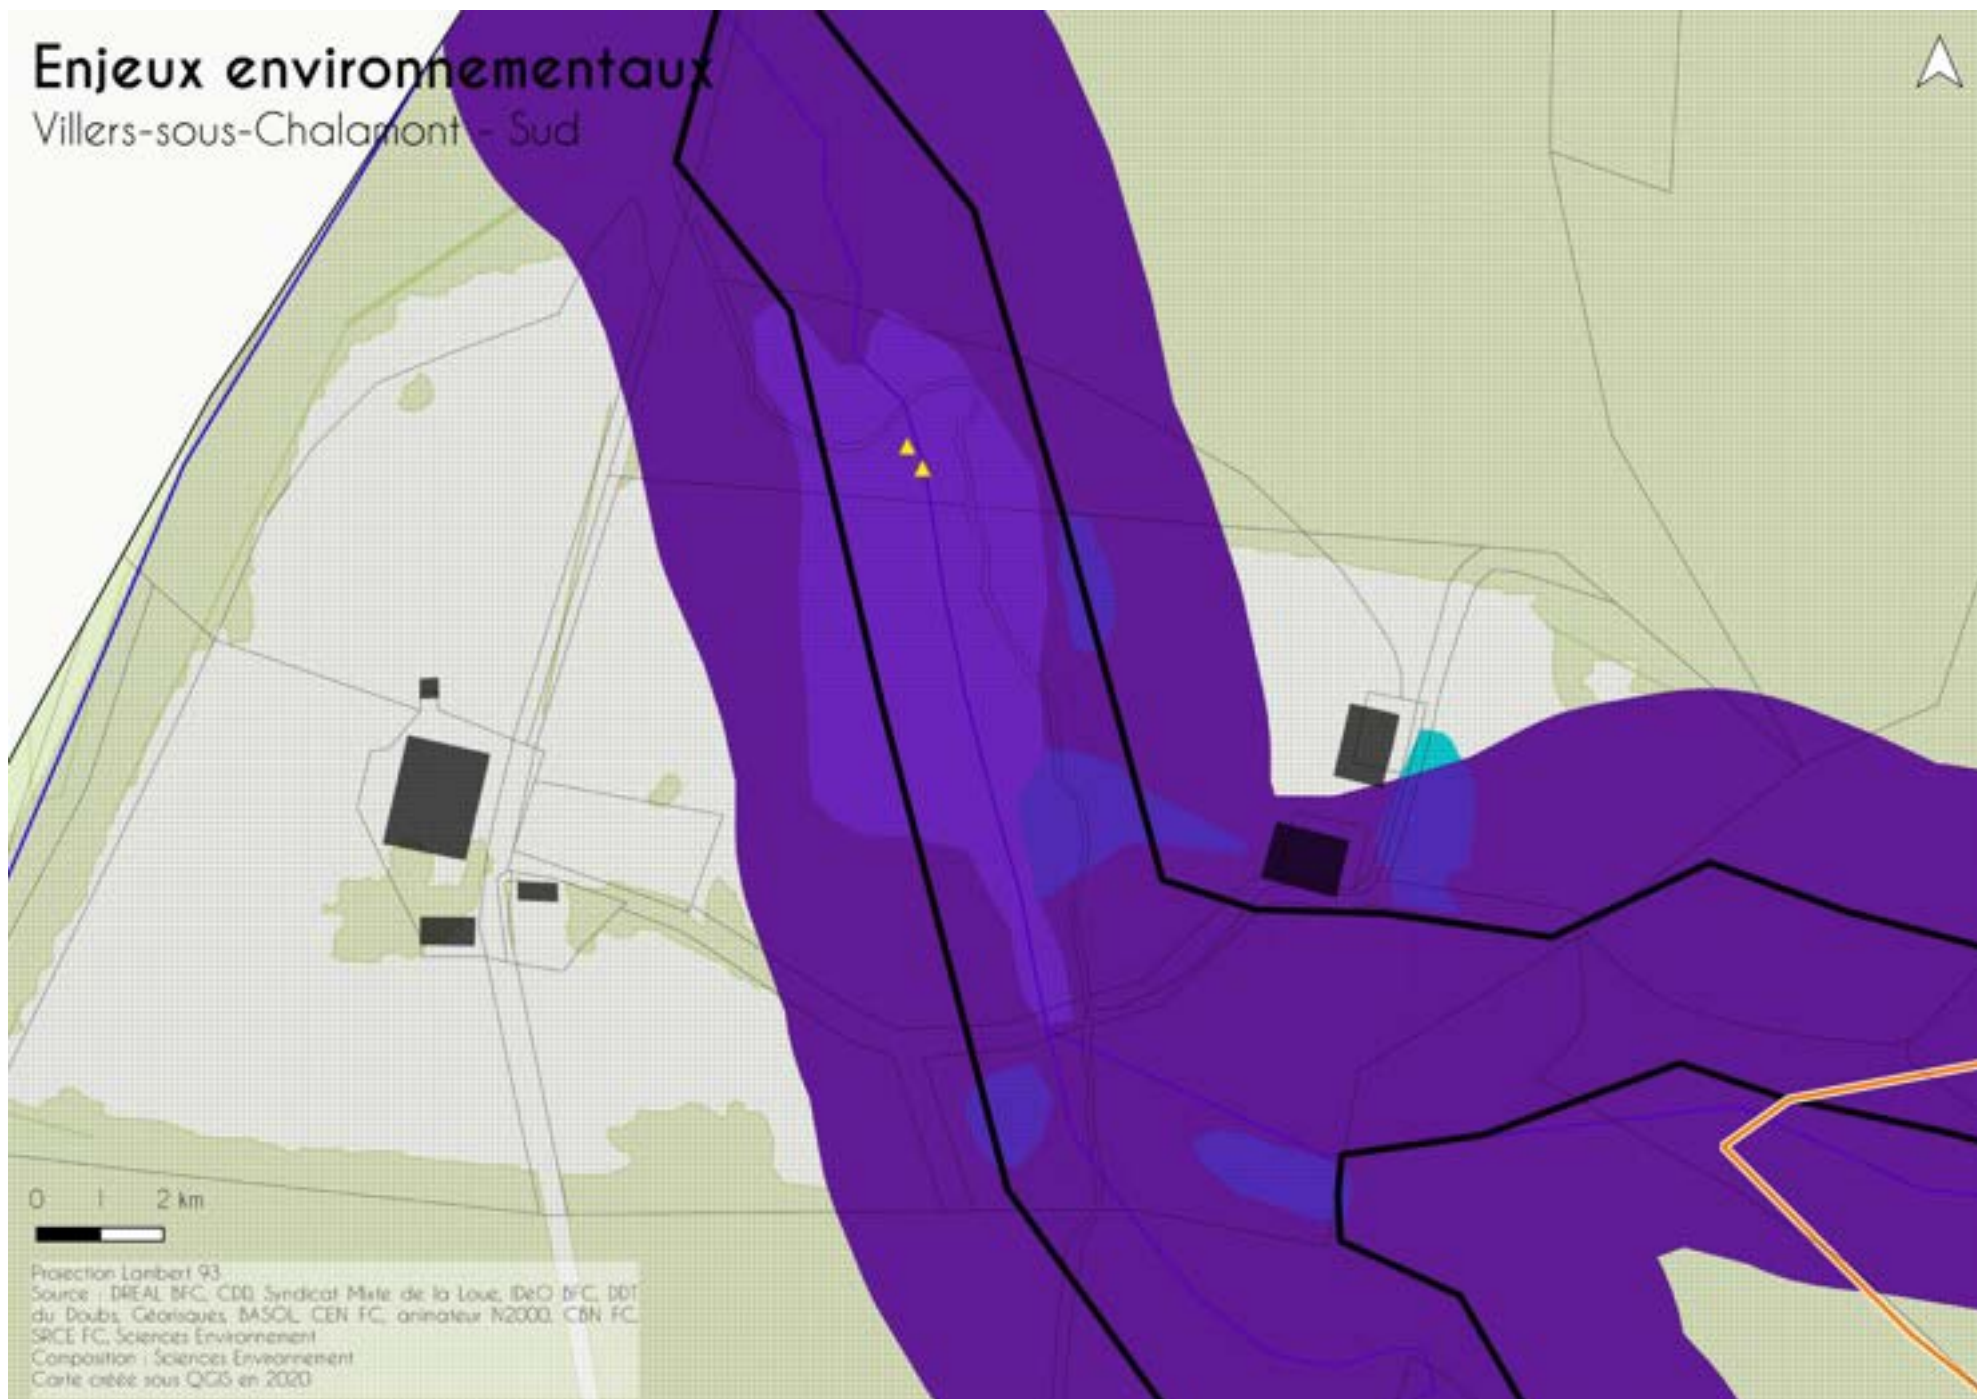 Enjeux environnementaux
Villers-sous-Chalamont - Sud
0 1 2 km
Projection Lambert 93
Source : DREAL BFC, CDD, Syndicat Mixte de la Loue, IDéO BFC, DDT
du Doubs, Géorisques, BASOL, CEN FC, animateur N2000, CBN FC,
SRCE FC, Sciences Environnement
Composition : Sciences Environnement
Carte créée sous QGIS en 2020